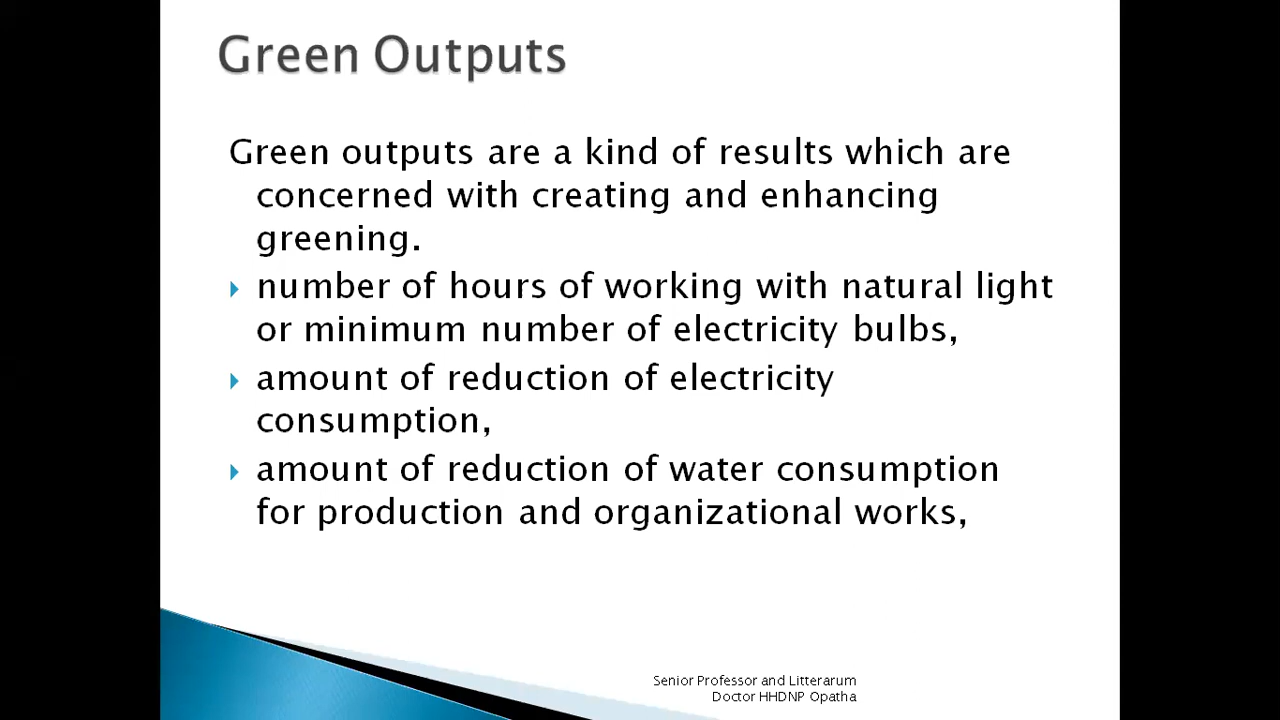 Green Outputs
Green outputs are a kind of results which are
concerned with creating and enhancing
greening.
number of hours of working with natural light
or minimum number of electricity bulbs,
amount of reduction of electricity
consumption,
amount of reduction of water consumption
for production and organizational works,
Senior Professor and Litterarum
Doctor HHDNP Opatha